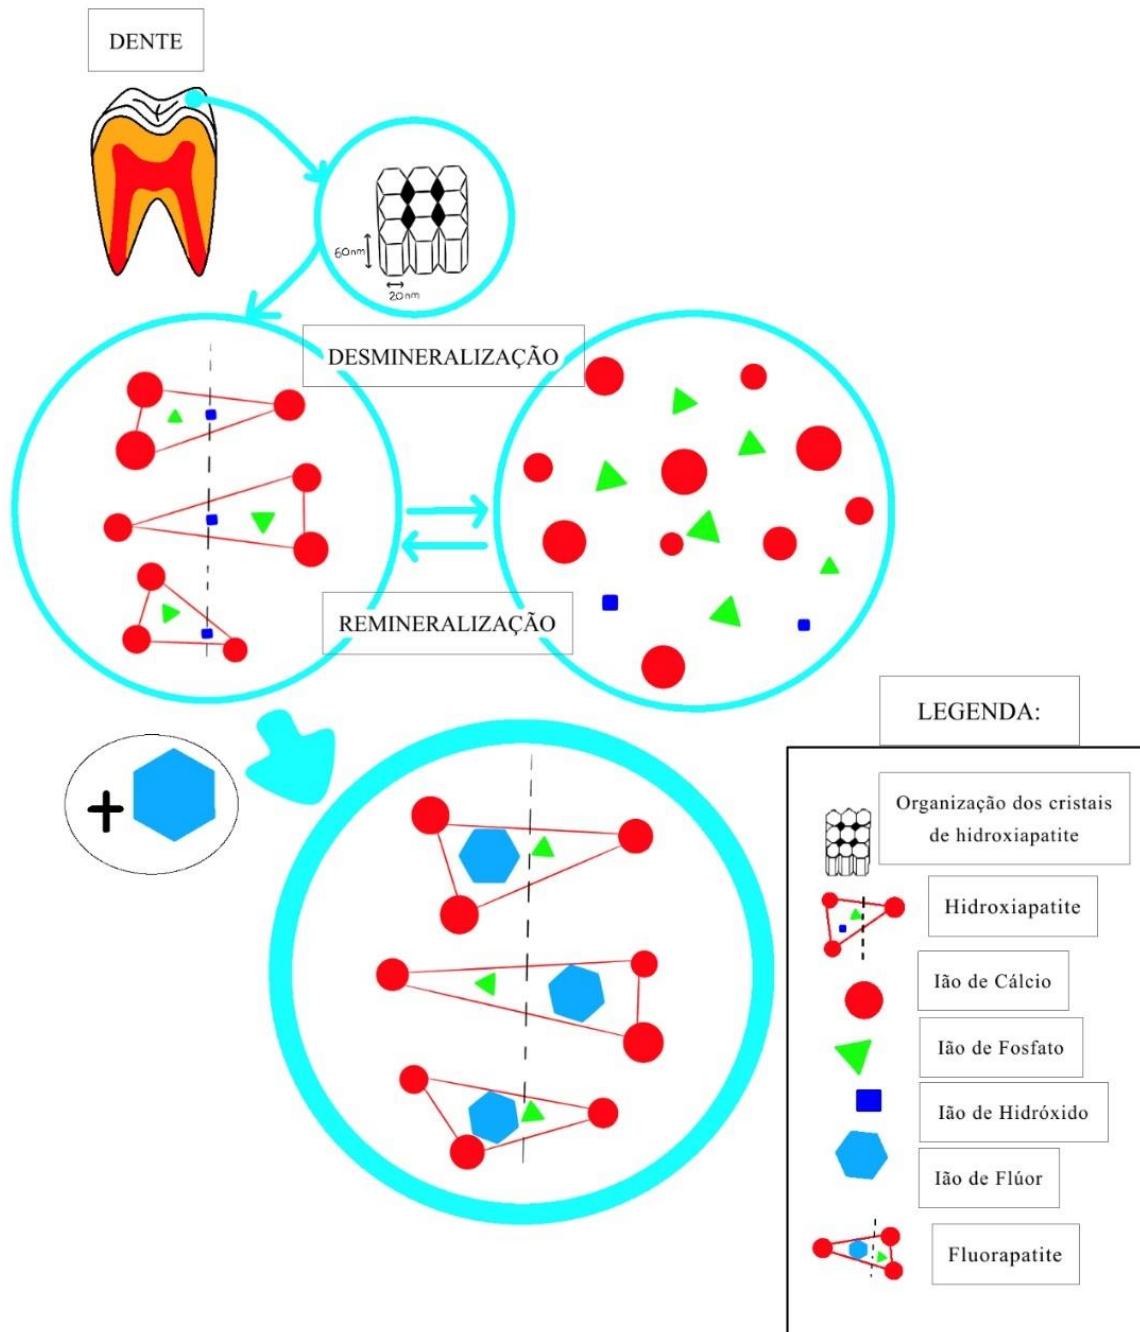 DENTE
60nm
20nm
DESMINERALIZAÇÃO
REMINERALIZAÇÃO
+
LEGENDA:
Organização dos cristais
de hidroxiapatite
Hidroxiapatite
Ião de Cálcio
Ião de Fosfato
Ião de Hidróxido
Ião de Flúor
Fluorapatite